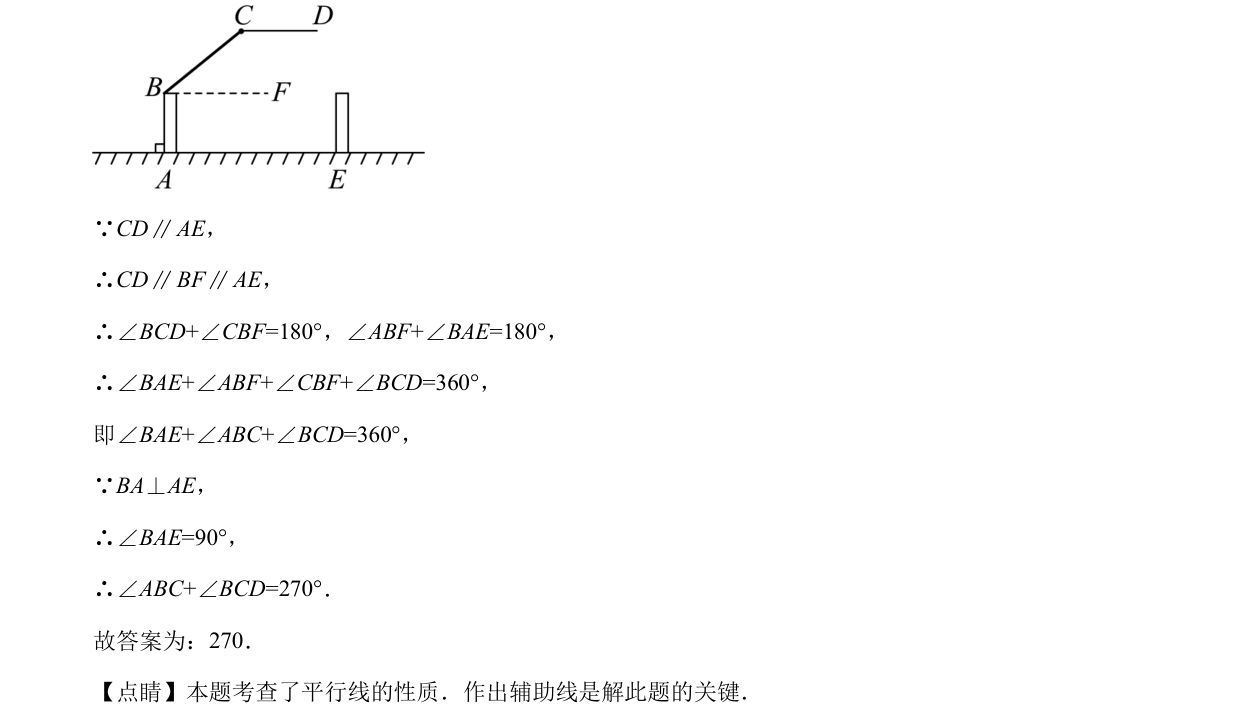 C D
B F
A E
∵CD∥AE，
∴CD∥BF∥AE，
∴∠BCD+∠CBF=180°，∠ABF+∠BAE=180°，
∴∠BAE+∠ABF+∠CBF+∠BCD=360°，
即∠BAE+∠ABC+∠BCD=360°，
∵BA⊥AE，
∴∠BAE=90°，
∴∠ABC+∠BCD=270°．
故答案为：270．
【点睛】本题考查了平行线的性质．作出辅助线是解此题的关键．